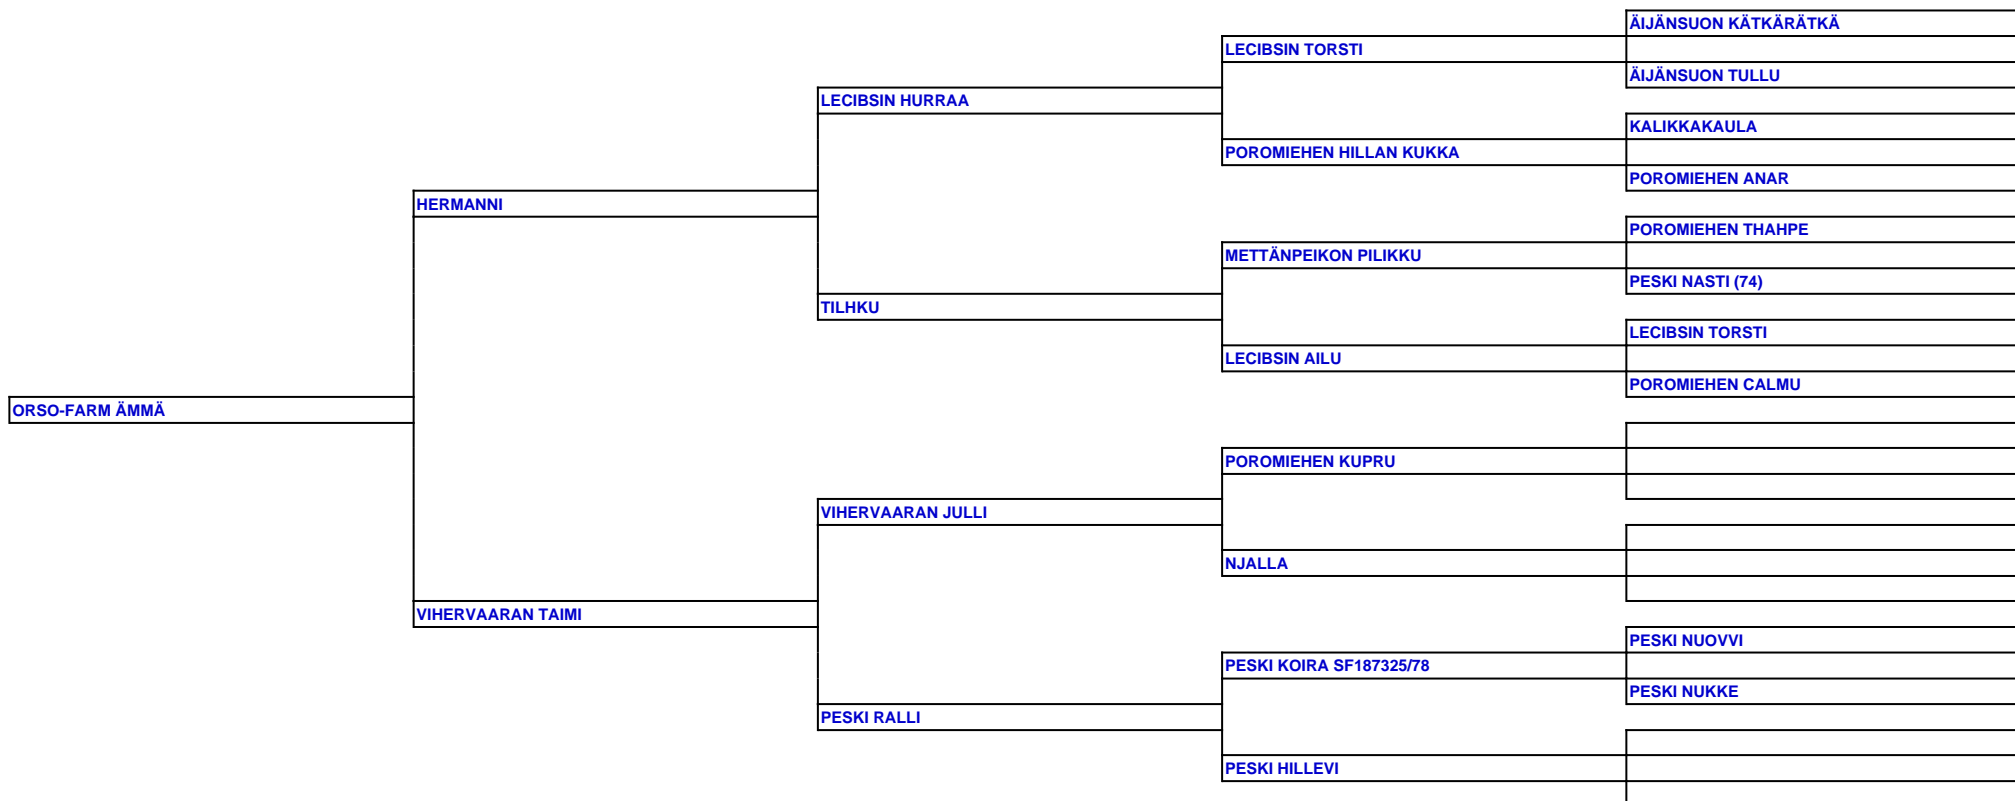 ÄIJÄNSUON KÄTKÄRÄTKÄ
LECIBSIN TORSTI
ÄIJÄNSUON TULLU
LECIBSIN HURRAA
KALIKKAKAULA
POROMIEHEN HILLAN KUKKA
POROMIEHEN ANAR
HERMANNI
POROMIEHEN THAHPE
METTÄNPEIKON PILIKKU
PESKI NASTI (74)
TILHKU
LECIBSIN TORSTI
LECIBSIN AILU
POROMIEHEN CALMU
ORSO-FARM ÄMMÄ
POROMIEHEN KUPRU
VIHERVAARAN JULLI
NJALLA
VIHERVAARAN TAIMI
PESKI NUOVVI
PESKI KOIRA SF187325/78
PESKI NUKKE
PESKI RALLI
PESKI HILLEVI